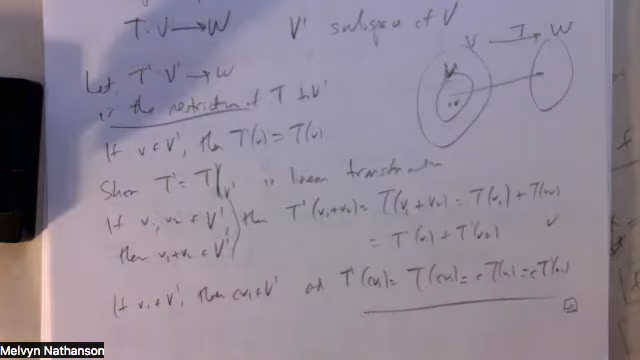 T: V → W V' subspace of V
V T→ W
Let T' V' → W
V'
is the restriction of T to V'
If v ∈ V', then T'(v) = T(v)
Show T' = T|V' is linear transformation
If v₁, v₂ ∈ V' then T'(v₁+v₂) = T(v₁+v₂) = T(v₁) + T(v₂)
then v₁+v₂ ∈ V' = T'(v₁) + T'(v₂) ✓
If v₁ ∈ V', then cv₁ ∈ V' and T'(cv₁) = T(cv₁) = cT(v₁) = cT'(v₁)
Melvyn Nathanson